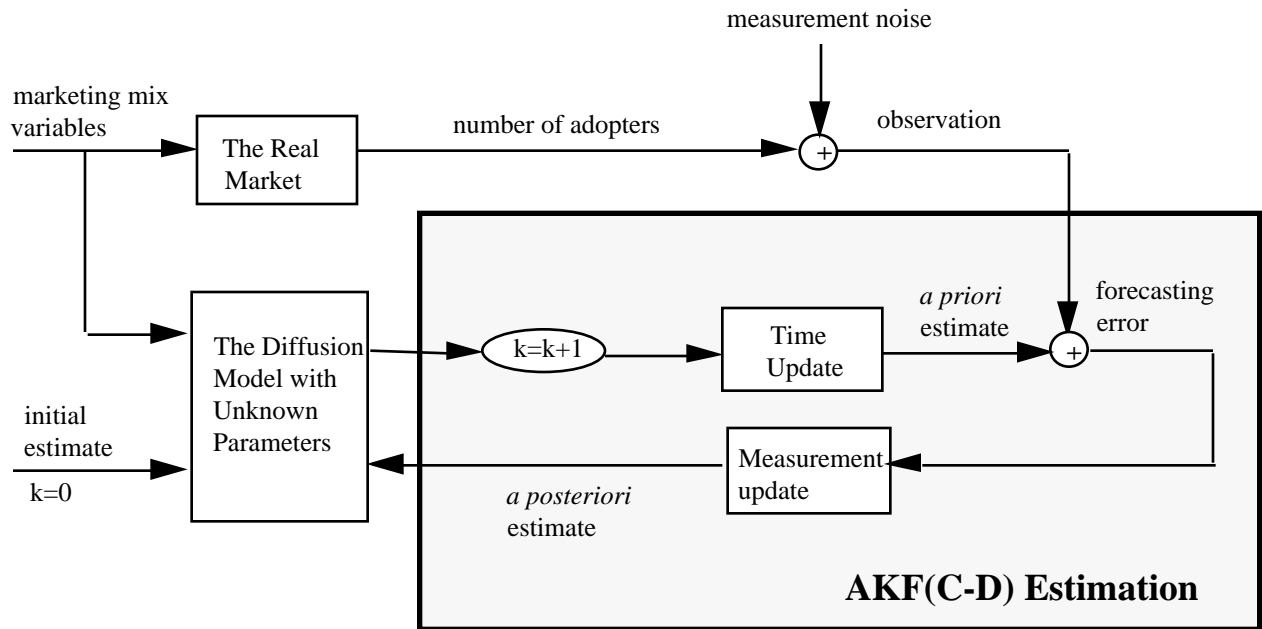 measurement noise
marketing mix
variables
The Real
Market
number of adopters
+
observation
The Diffusion
Model with
Unknown
Parameters
initial
estimate
k=0
k=k+1
Time
Update
a priori
estimate
+
forecasting
error
Measurement
update
a posteriori
estimate
AKF(C-D) Estimation